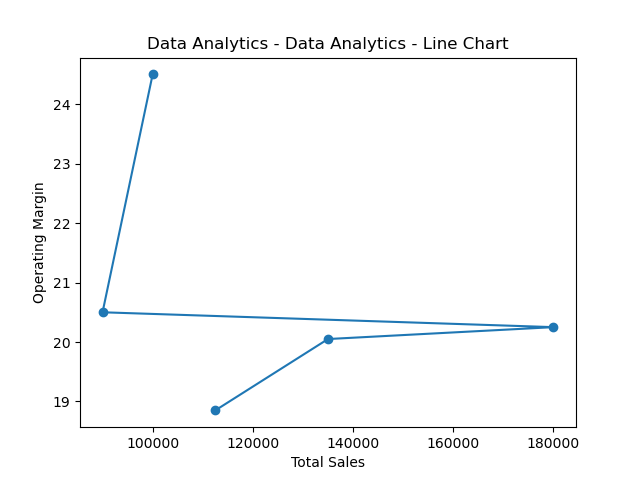 Data Analytics - Data Analytics - Line Chart
24
23
22
21
20
19
Operating Margin
100000 120000 140000 160000 180000
Total Sales